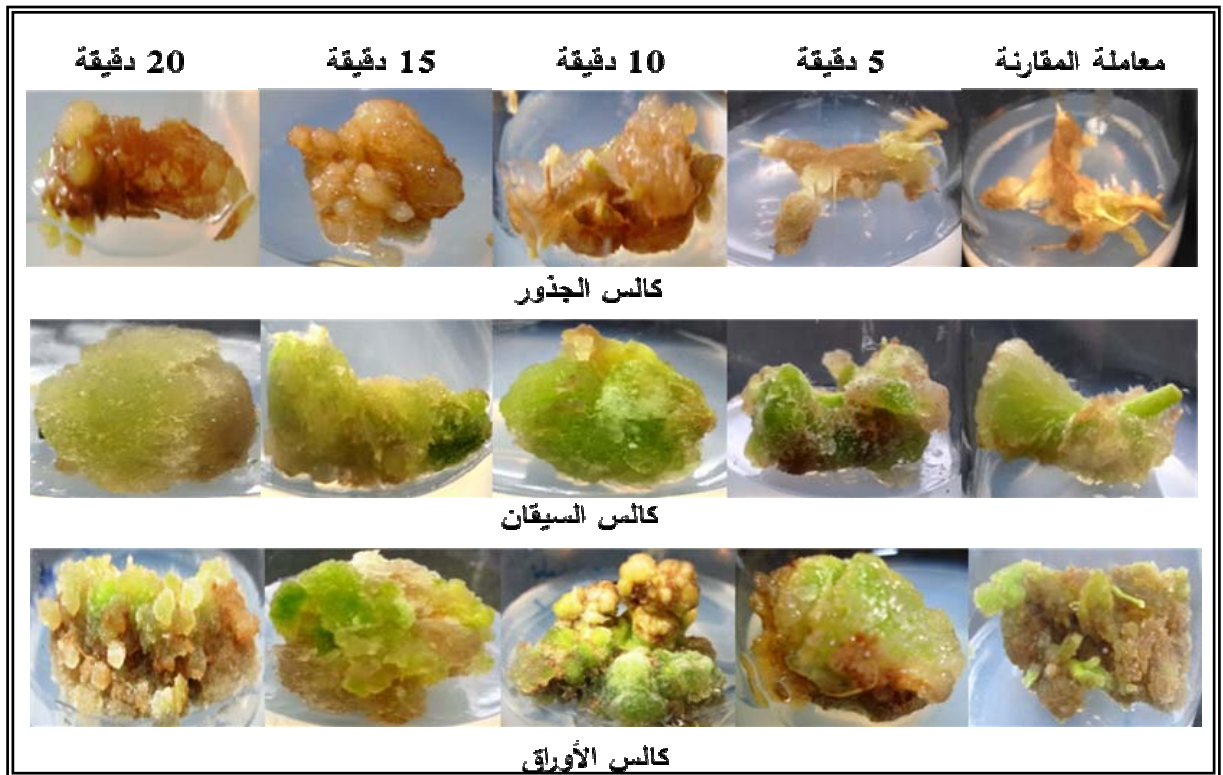 معاملة المقارنة 5 دقيقة 10 دقيقة 15 دقيقة 20 دقيقة
كالس الجذور
كالس السيقان
كالس الأوراق